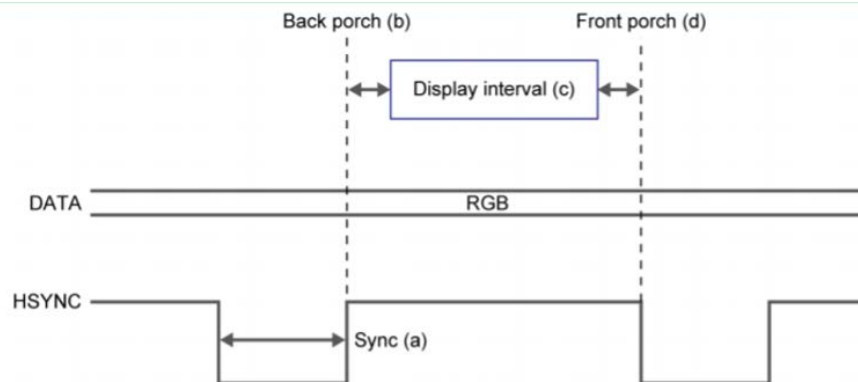 Back porch (b)
Front porch (d)
Display interval (c)
DATA
RGB
HSYNC
Sync (a)